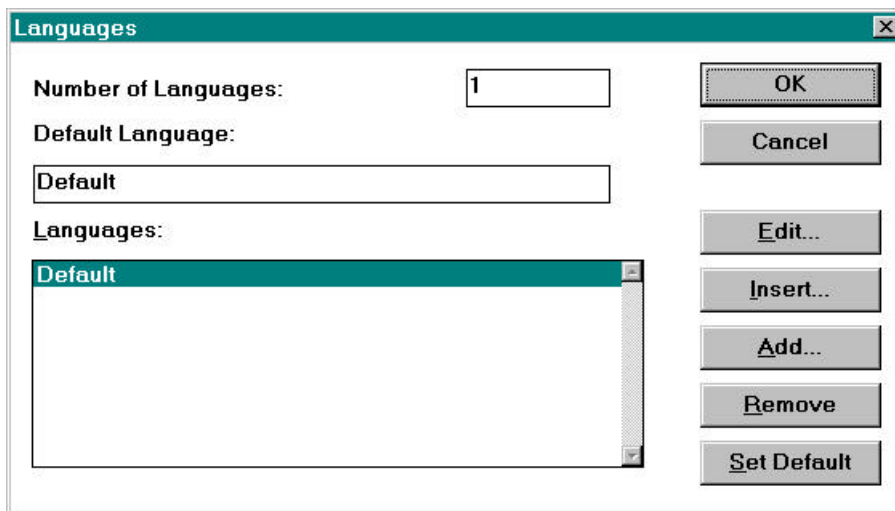 Languages
Number of Languages: 1
Default Language:
Default
Languages:
Default
OK
Cancel
Edit...
Insert...
Add...
Remove
Set Default